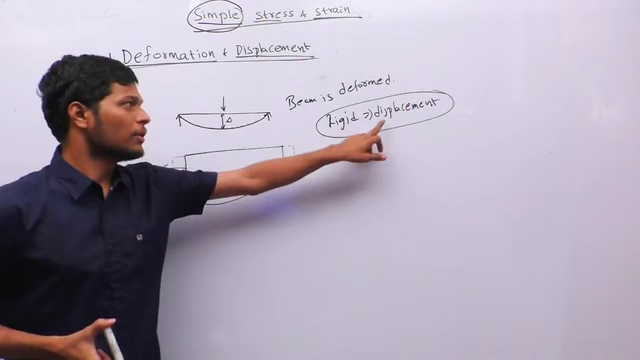 Simple stress & strain
Deformation & Displacement
Beam is deformed.
Δ
Rigid => displacement